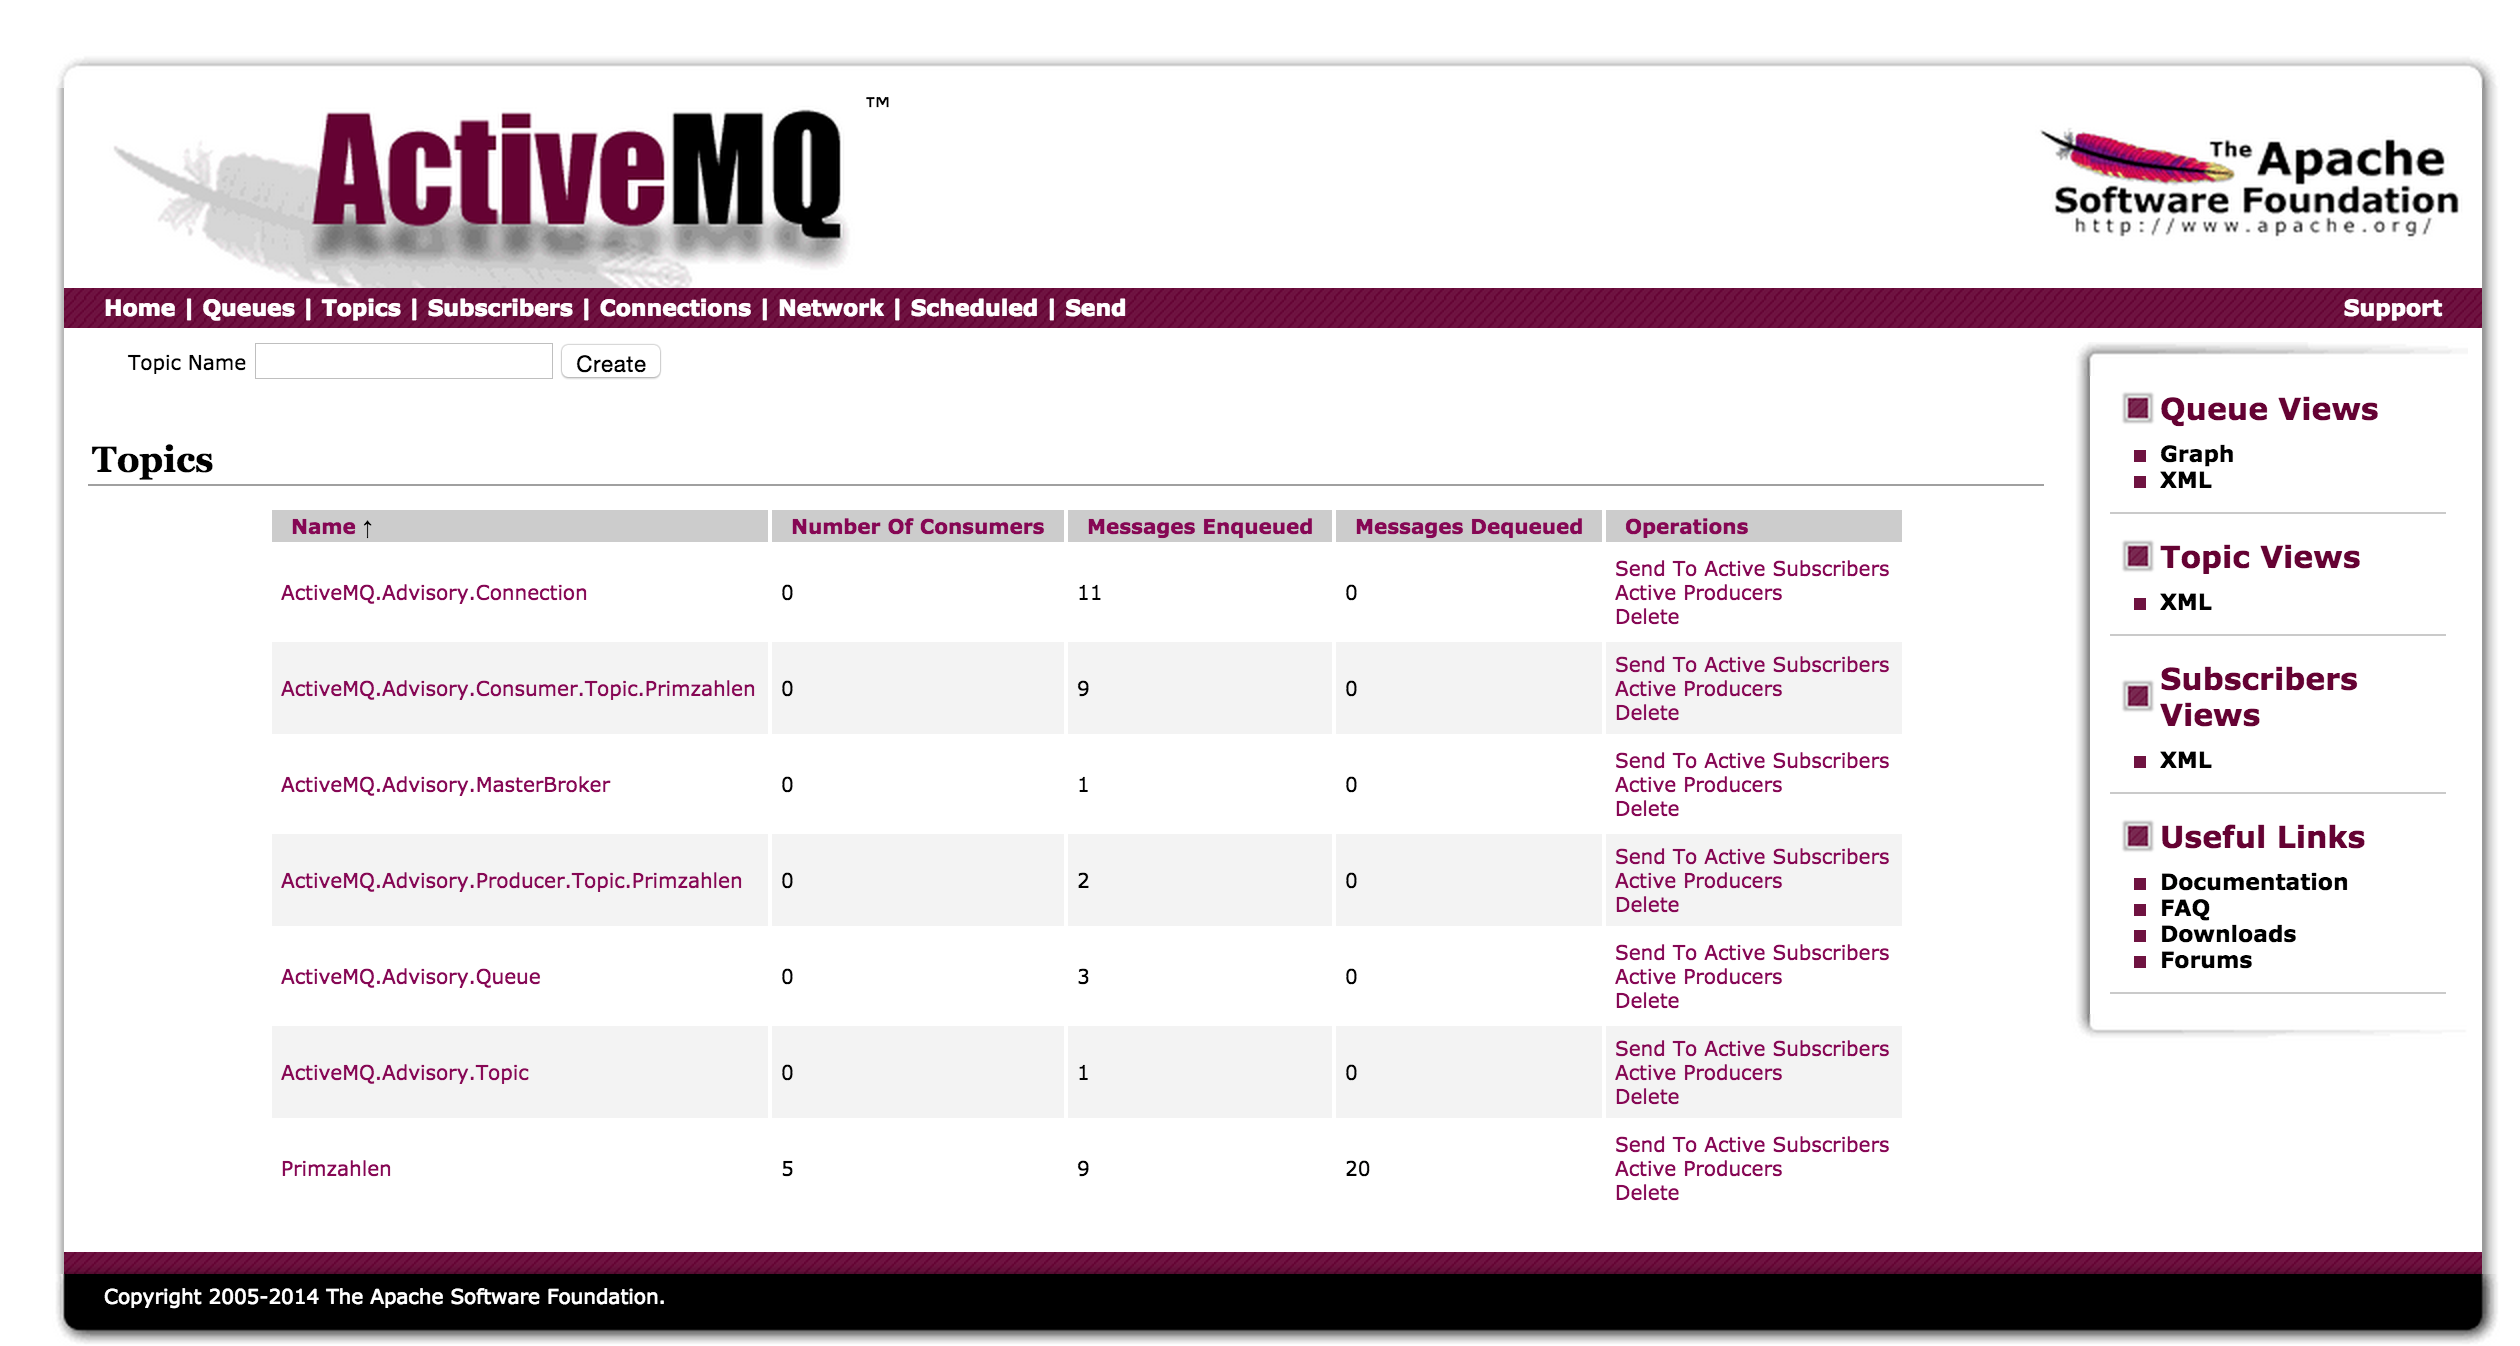 ActiveMQ ™
The Apache
Software Foundation
http://www.apache.org/
Home | Queues | Topics | Subscribers | Connections | Network | Scheduled | Send Support
Topic Name Create
Topics
Name ↑ Number Of Consumers Messages Enqueued Messages Dequeued Operations
ActiveMQ.Advisory.Connection 0 11 0 Send To Active Subscribers
Active Producers
Delete
ActiveMQ.Advisory.Consumer.Topic.Primzahlen 0 9 0 Send To Active Subscribers
Active Producers
Delete
ActiveMQ.Advisory.MasterBroker 0 1 0 Send To Active Subscribers
Active Producers
Delete
ActiveMQ.Advisory.Producer.Topic.Primzahlen 0 2 0 Send To Active Subscribers
Active Producers
Delete
ActiveMQ.Advisory.Queue 0 3 0 Send To Active Subscribers
Active Producers
Delete
ActiveMQ.Advisory.Topic 0 1 0 Send To Active Subscribers
Active Producers
Delete
Primzahlen 5 9 20 Send To Active Subscribers
Active Producers
Delete
Queue Views
Graph
XML
Topic Views
XML
Subscribers
Views
XML
Useful Links
Documentation
FAQ
Downloads
Forums
Copyright 2005-2014 The Apache Software Foundation.